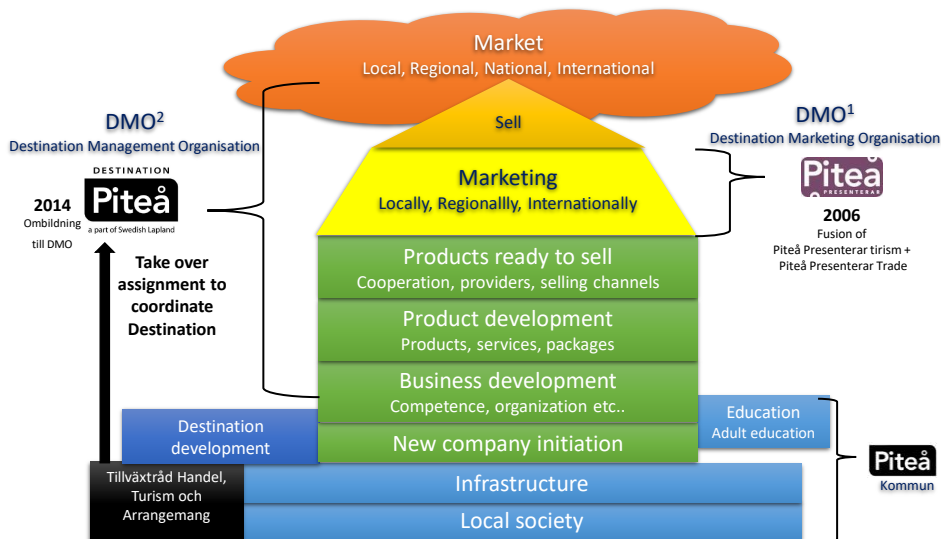 Market
Local, Regional, National, International
Sell
Marketing
Locally, Regionallly, Internationally
Products ready to sell
Cooperation, providers, selling channels
Product development
Products, services, packages
Business development
Competence, organization etc..
New company initiation
Infrastructure
Local society
DMO2
Destination Management Organisation
DESTINATION
Piteå
a part of Swedish Lapland
2014
Ombildning
till DMO
Take over
assignment to
coordinate
Destination
Destination
development
Tillväxtråd Handel,
Turism och
Arrangemang
DMO1
Destination Marketing Organisation
Piteå
PRESENTERAR
2006
Fusion of
Piteå Presenterar tirism +
Piteå Presenterar Trade
Education
Adult education
Piteå
Kommun